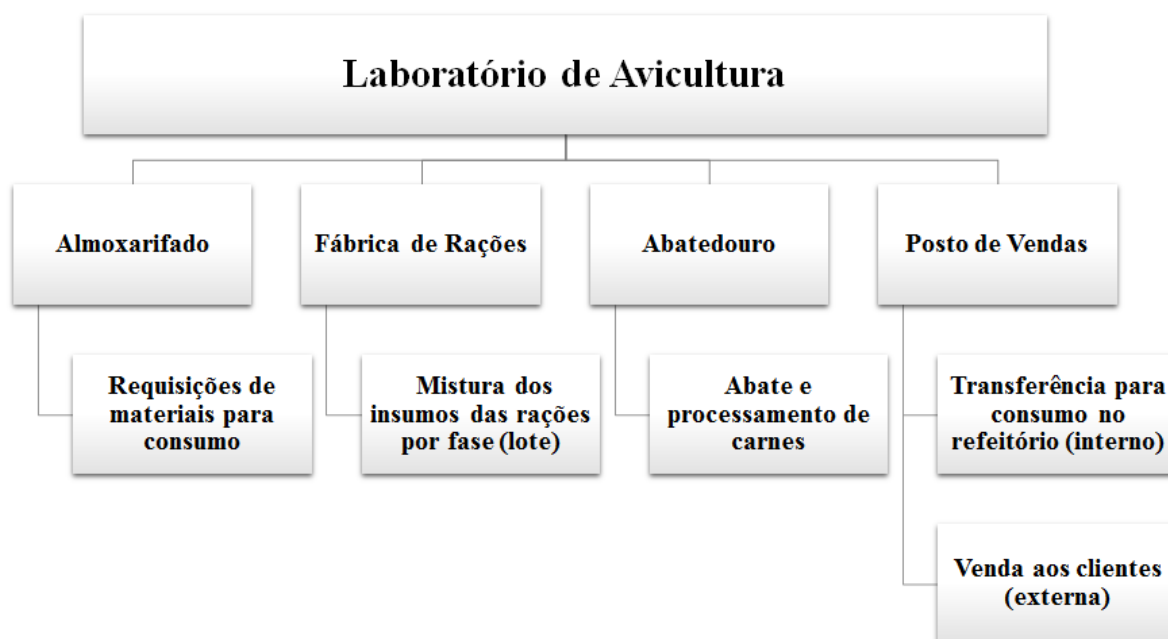 Laboratório de Avicultura
Almoxarifado
Fábrica de Rações
Abatedouro
Posto de Vendas
Requisições de
materiais para
consumo
Mistura dos
insumos das rações
por fase (lote)
Abate e
processamento de
carnes
Transferência para
consumo no
refeitório (interno)
Venda aos clientes
(externa)